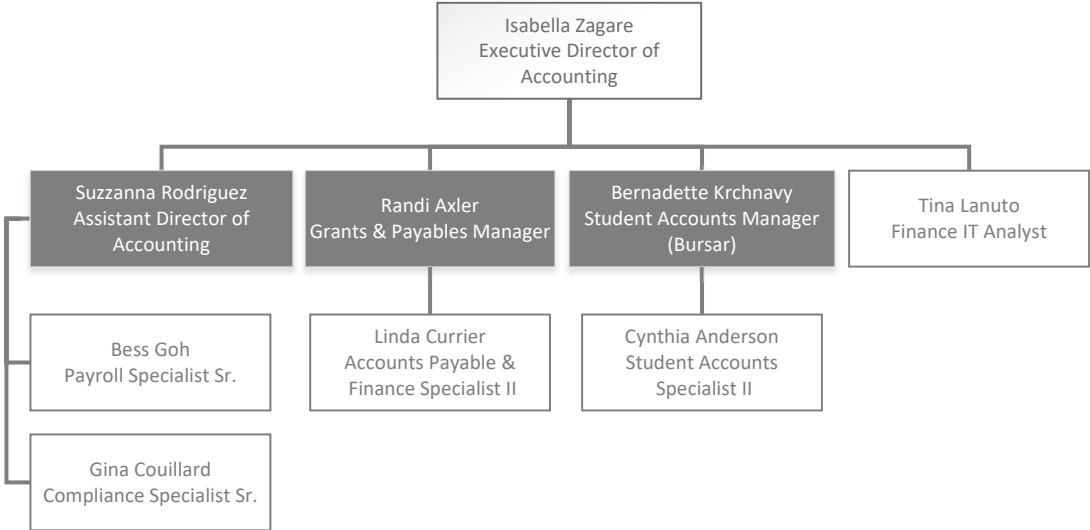 Isabella Zagare
Executive Director of
Accounting
Suzzanna Rodriguez
Assistant Director of
Accounting
Randi Axler
Grants & Payables Manager
Bernadette Krchnavy
Student Accounts Manager
(Bursar)
Tina Lanuto
Finance IT Analyst
Bess Goh
Payroll Specialist Sr.
Linda Currier
Accounts Payable &
Finance Specialist II
Cynthia Anderson
Student Accounts
Specialist II
Gina Couillard
Compliance Specialist Sr.